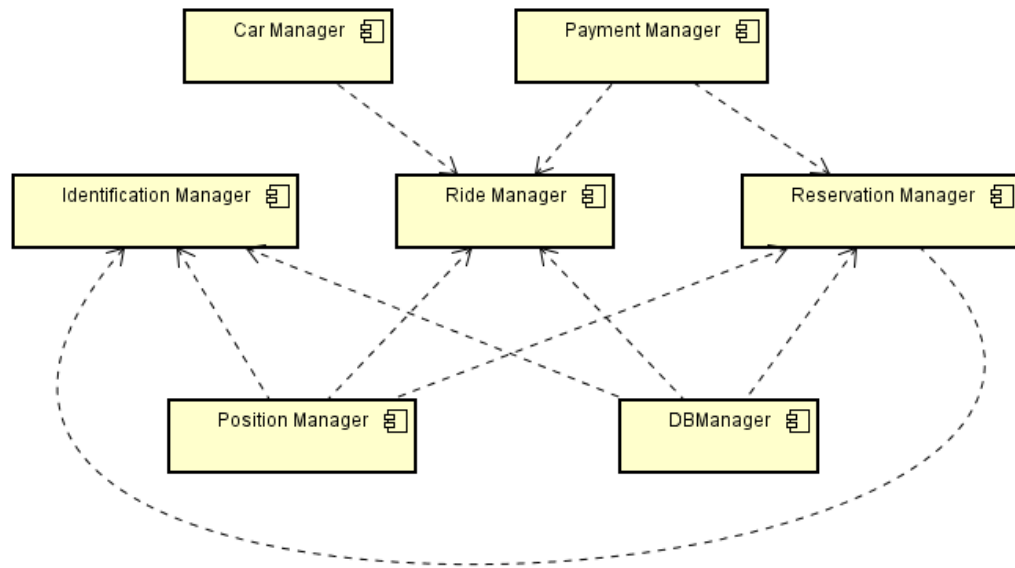 Car Manager
Payment Manager
Identification Manager
Ride Manager
Reservation Manager
Position Manager
DBManager